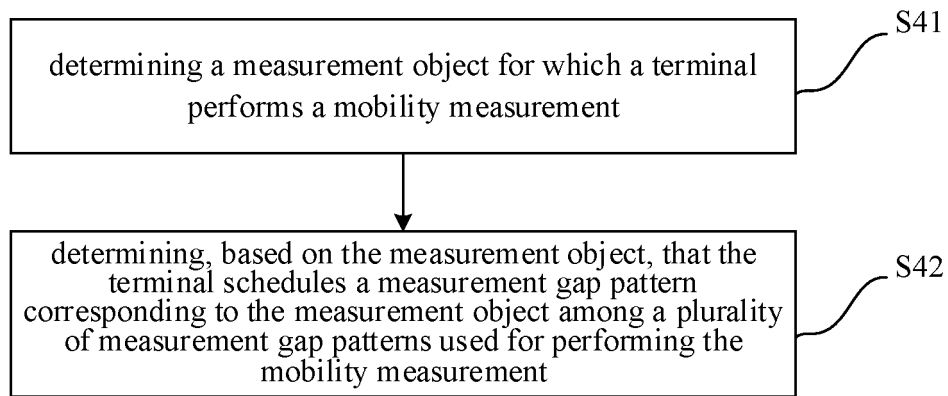 S41
determining a measurement object for which a terminal
performs a mobility measurement
determining, based on the measurement object, that the
terminal schedules a measurement gap pattern
corresponding to the measurement object among a plurality
of measurement gap patterns used for performing the
mobility measurement
S42